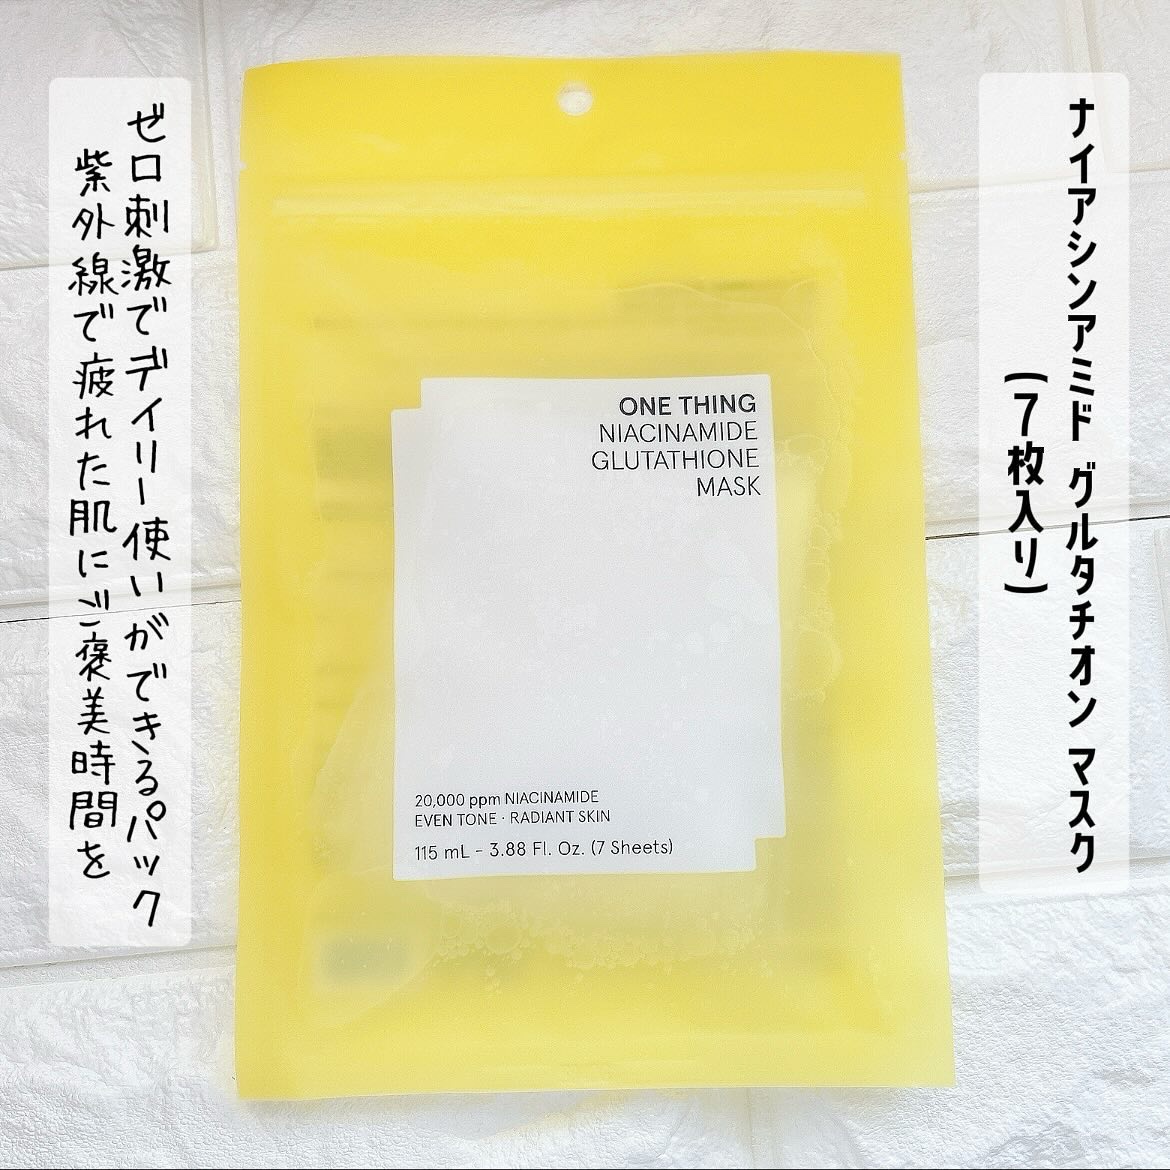 ナイアシンアミド グルタチオン マスク
(7枚入り)
ONE THING
NIACINAMIDE
GLUTATHIONE
MASK
20,000 ppm NIACINAMIDE
EVEN TONE · RADIANT SKIN
115 mL - 3.88 Fl. Oz. (7 Sheets)
ゼロ刺激でデイリー使いができるパック
紫外線で疲れた肌にご褒美時間を